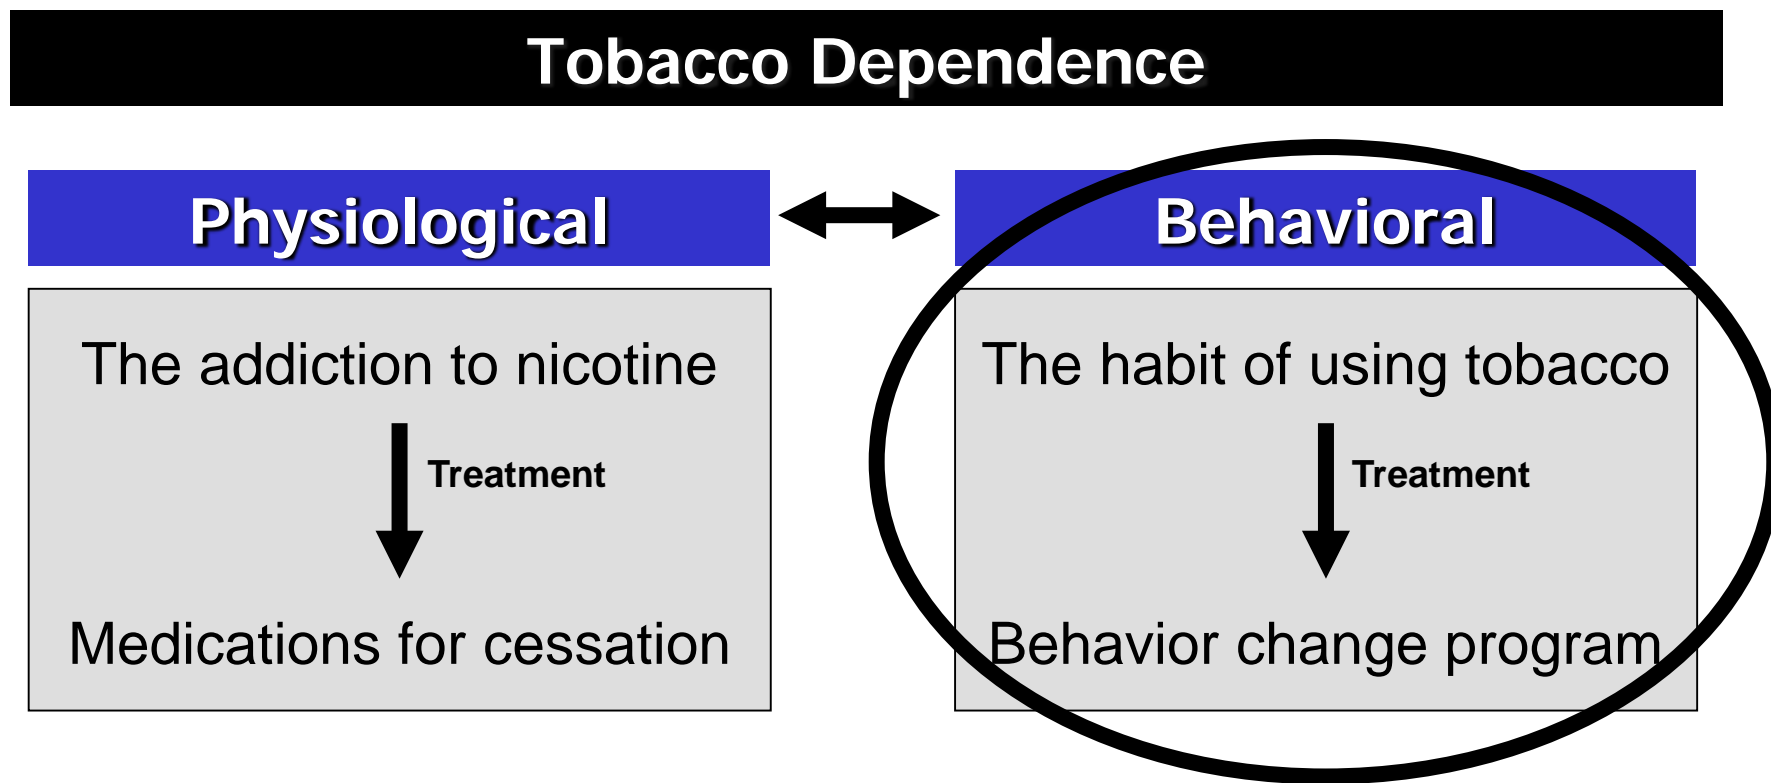 Tobacco Dependence
Physiological
Behavioral
The addiction to nicotine
Treatment
Medications for cessation
The habit of using tobacco
Treatment
Behavior change program